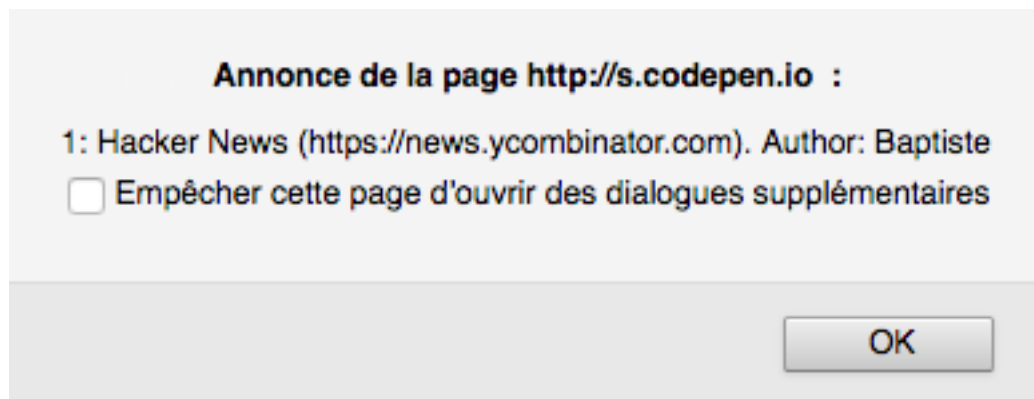 Annonce de la page http://s.codepen.io :
1: Hacker News (https://news.ycombinator.com). Author: Baptiste
Empêcher cette page d'ouvrir des dialogues supplémentaires
OK